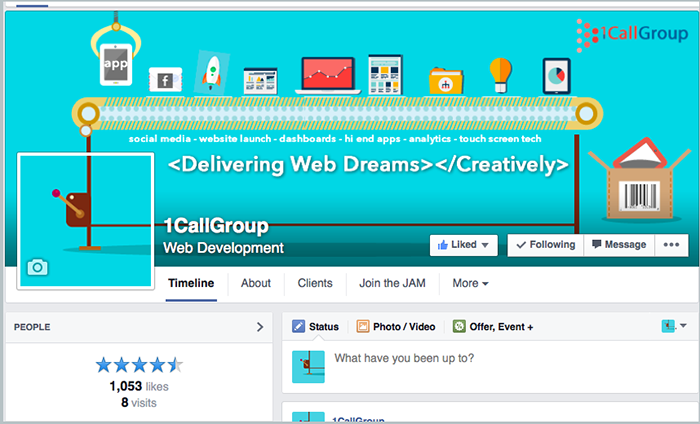 1CallGroup
app
f
social media - website launch - dashboards - hi end apps - analytics - touch screen tech
<Delivering Web Dreams></Creatively>
1CallGroup
Web Development
Liked
Following
Message
Timeline
About
Clients
Join the JAM
More
PEOPLE
Status
Photo / Video
Offer, Event +
What have you been up to?
1,053 likes
8 visits
1CallGroup